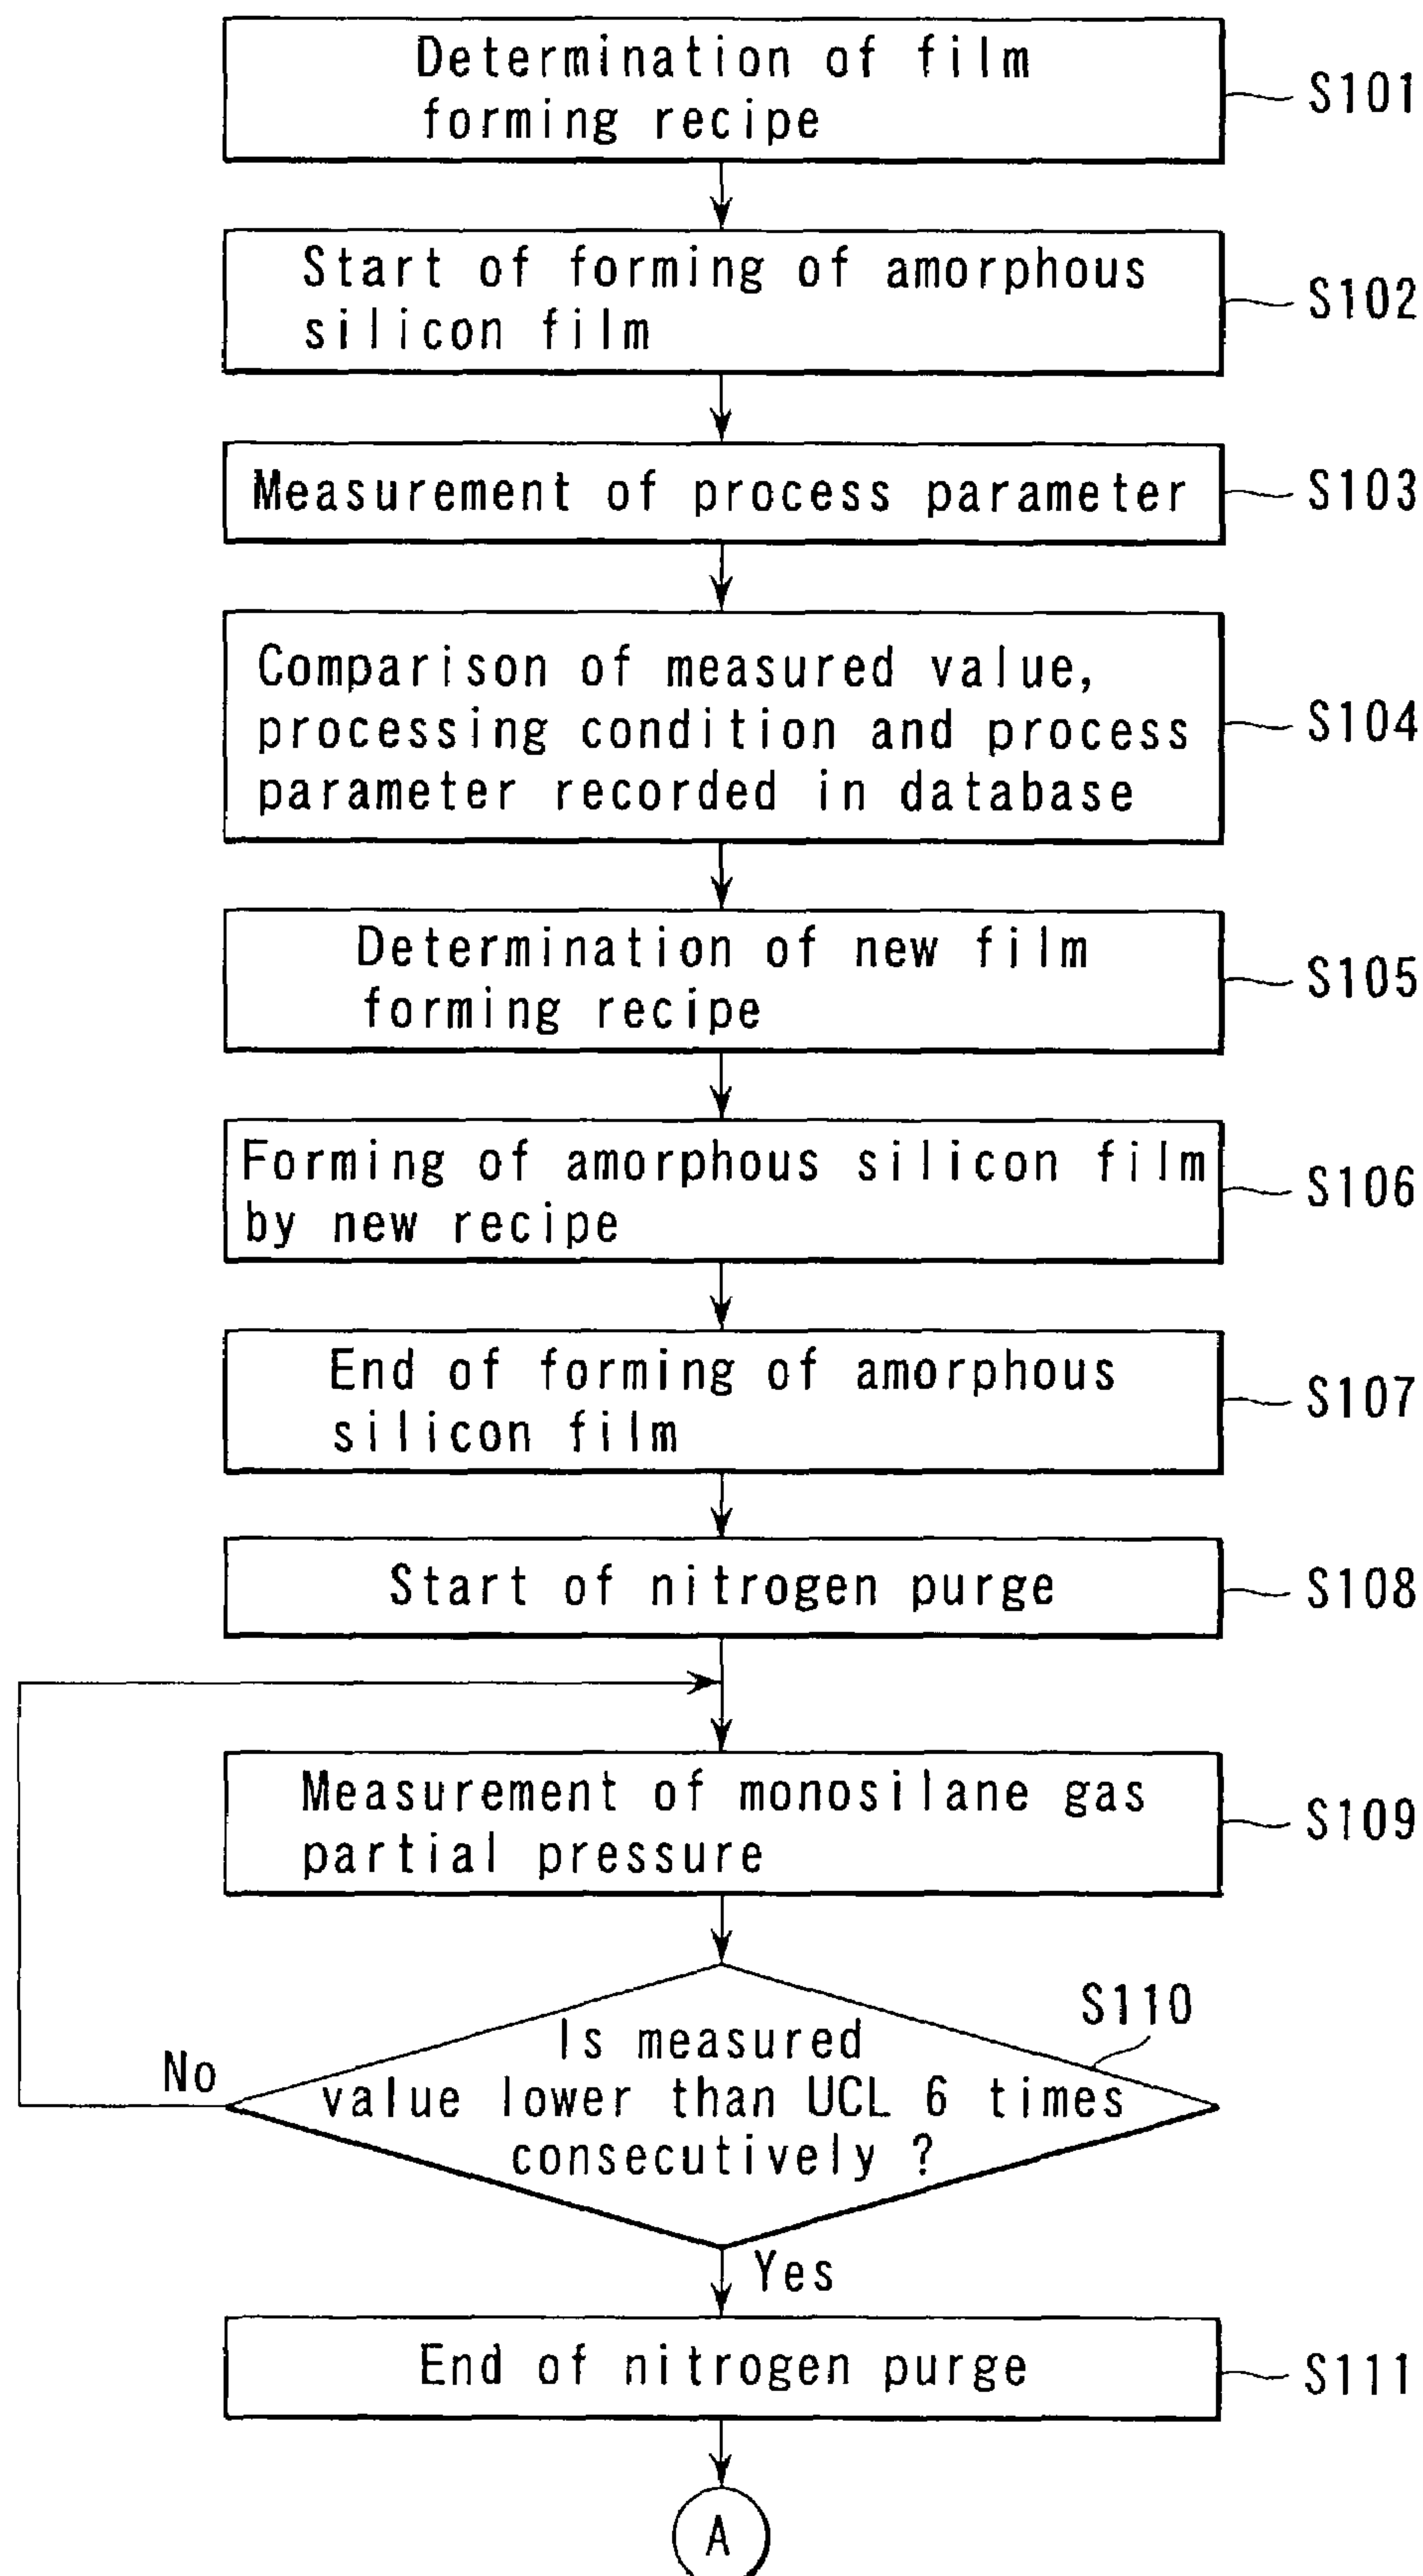 Determination of film
forming recipe
S101
Start of forming of amorphous
silicon film
S102
Measurement of process parameter
S103
Comparison of measured value,
processing condition and process
parameter recorded in database
S104
Determination of new film
forming recipe
S105
Forming of amorphous silicon film
by new recipe
S106
End of forming of amorphous
silicon film
S107
Start of nitrogen purge
S108
Measurement of monosilane gas
partial pressure
S109
S110
Is measured
value lower than UCL 6 times
consecutively ?
No
Yes
End of nitrogen purge
S111
A